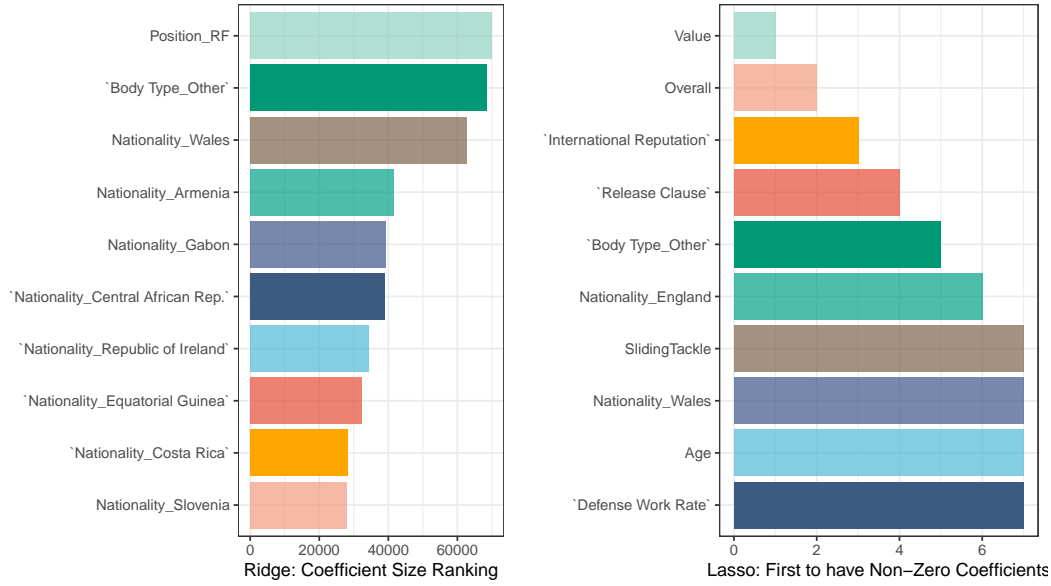 Position_RF
`Body Type_Other`
Nationality_Wales
Nationality_Armenia
Nationality_Gabon
`Nationality_Central African Rep.`
`Nationality_Republic of Ireland`
`Nationality_Equatorial Guinea`
`Nationality_Costa Rica`
Nationality_Slovenia
0 20000 40000 60000
Ridge: Coefficient Size Ranking
Value
Overall
`International Reputation`
`Release Clause`
`Body Type_Other`
Nationality_England
SlidingTackle
Nationality_Wales
Age
`Defense Work Rate`
0 2 4 6
Lasso: First to have Non−Zero Coefficients